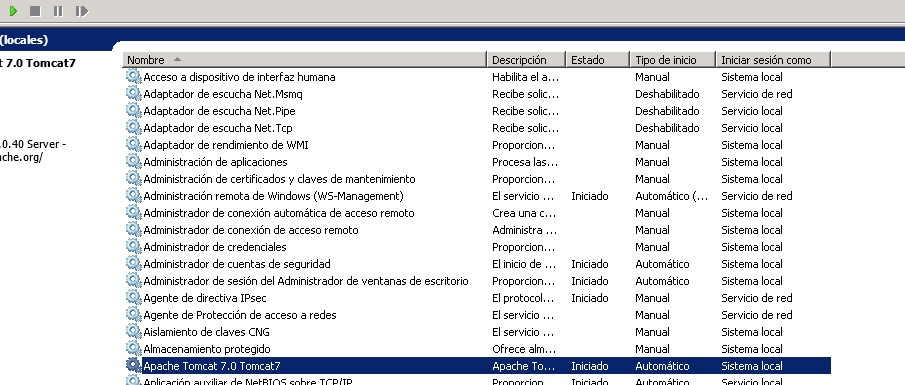 (locales)
t 7.0 Tomcat7
.0.40 Server -
ache.org/
Nombre Descripción Estado Tipo de inicio Iniciar sesión como
Acceso a dispositivo de interfaz humana Habilita el a... Manual Sistema local
Adaptador de escucha Net.Msmq Recibe solic... Deshabilitado Servicio de red
Adaptador de escucha Net.Pipe Recibe solic... Deshabilitado Servicio local
Adaptador de escucha Net.Tcp Recibe solic... Deshabilitado Servicio local
Adaptador de rendimiento de WMI Proporcion... Manual Sistema local
Administración de aplicaciones Procesa las... Manual Sistema local
Administración de certificados y claves de mantenimiento Proporcion... Manual Sistema local
Administración remota de Windows (WS-Management) El servicio ... Iniciado Automático (... Servicio de red
Administrador de conexión automática de acceso remoto Crea una c... Manual Sistema local
Administrador de conexión de acceso remoto Administra ... Manual Sistema local
Administrador de credenciales Proporcion... Manual Sistema local
Administrador de cuentas de seguridad El inicio de ... Iniciado Automático Sistema local
Administrador de sesión del Administrador de ventanas de escritorio Proporcion... Iniciado Automático Sistema local
Agente de directiva IPsec El protocol... Iniciado Manual Servicio de red
Agente de Protección de acceso a redes El servicio ... Manual Servicio de red
Aislamiento de claves CNG El servicio ... Manual Sistema local
Almacenamiento protegido Ofrece alm... Manual Sistema local
Apache Tomcat 7.0 Tomcat7 Apache To... Iniciado Automático Sistema local
Aplicación auxiliar de NetBIOS sobre TCP/IP Proporcion... Iniciado Automático Servicio local